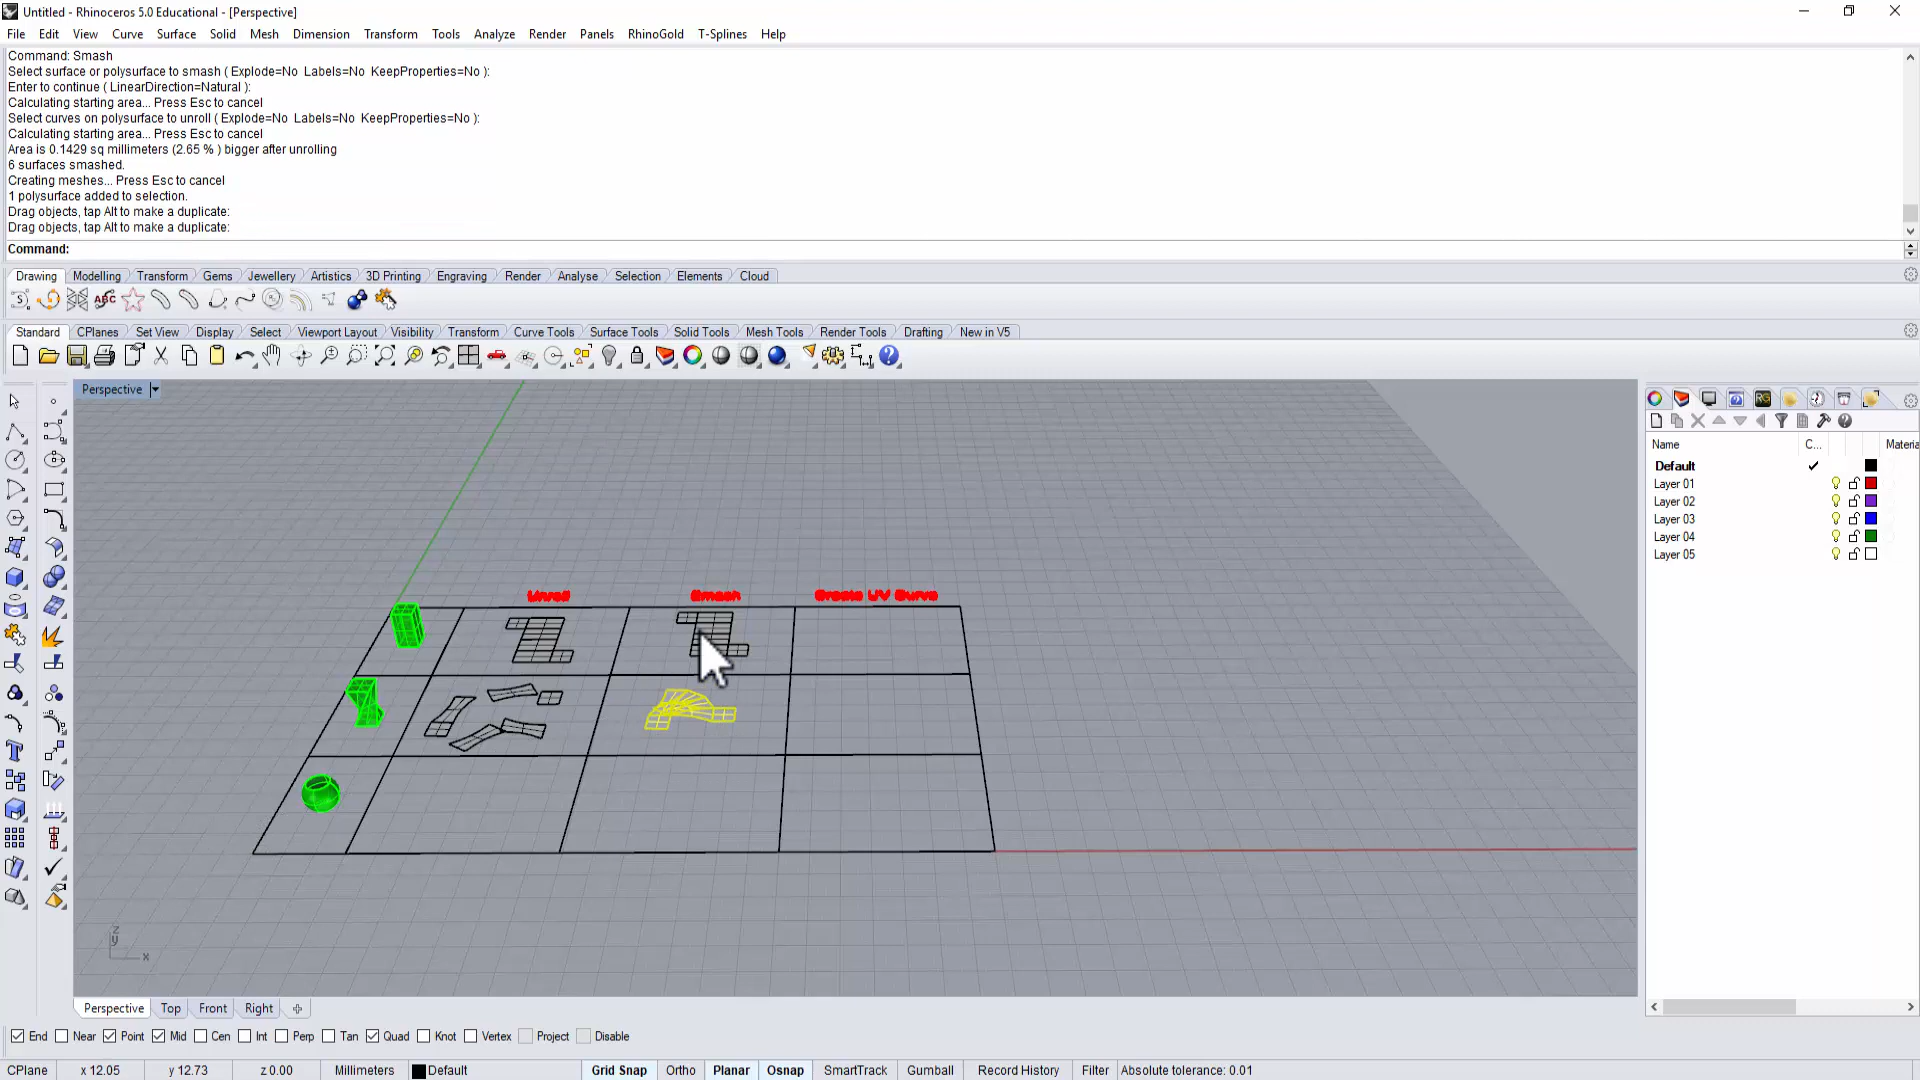 Untitled - Rhinoceros 5.0 Educational - [Perspective]
File Edit View Curve Surface Solid Mesh Dimension Transform Tools Analyze Render Panels RhinoGold T-Splines Help
Command: Smash
Select surface or polysurface to smash ( Explode=No Labels=No KeepProperties=No ):
Enter to continue ( LinearDirection=Natural ):
Calculating starting area... Press Esc to cancel
Select curves on polysurface to unroll ( Explode=No Labels=No KeepProperties=No ):
Calculating starting area... Press Esc to cancel
Area is 0.1429 sq millimeters (2.65 % ) bigger after unrolling
6 surfaces smashed.
Creating meshes... Press Esc to cancel
1 polysurface added to selection.
Drag objects, tap Alt to make a duplicate:
Drag objects, tap Alt to make a duplicate:
Command:
Drawing Modelling Transform Gems Jewellery Artistics 3D Printing Engraving Render Analyse Selection Elements Cloud
ABC
Standard CPlanes Set View Display Select Viewport Layout Visibility Transform Curve Tools Surface Tools Solid Tools Mesh Tools Render Tools Drafting New in V5
Perspective
RG
Name C... Materia
Default
Layer 01
Layer 02
Layer 03
Layer 04
Layer 05
Unroll Smash Create UV Curve
z
y
x
Perspective Top Front Right
End Near Point Mid Cen Int Perp Tan Quad Knot Vertex Project Disable
CPlane x 12.05 y 12.73 z 0.00 Millimeters Default Grid Snap Ortho Planar Osnap SmartTrack Gumball Record History Filter Absolute tolerance: 0.01